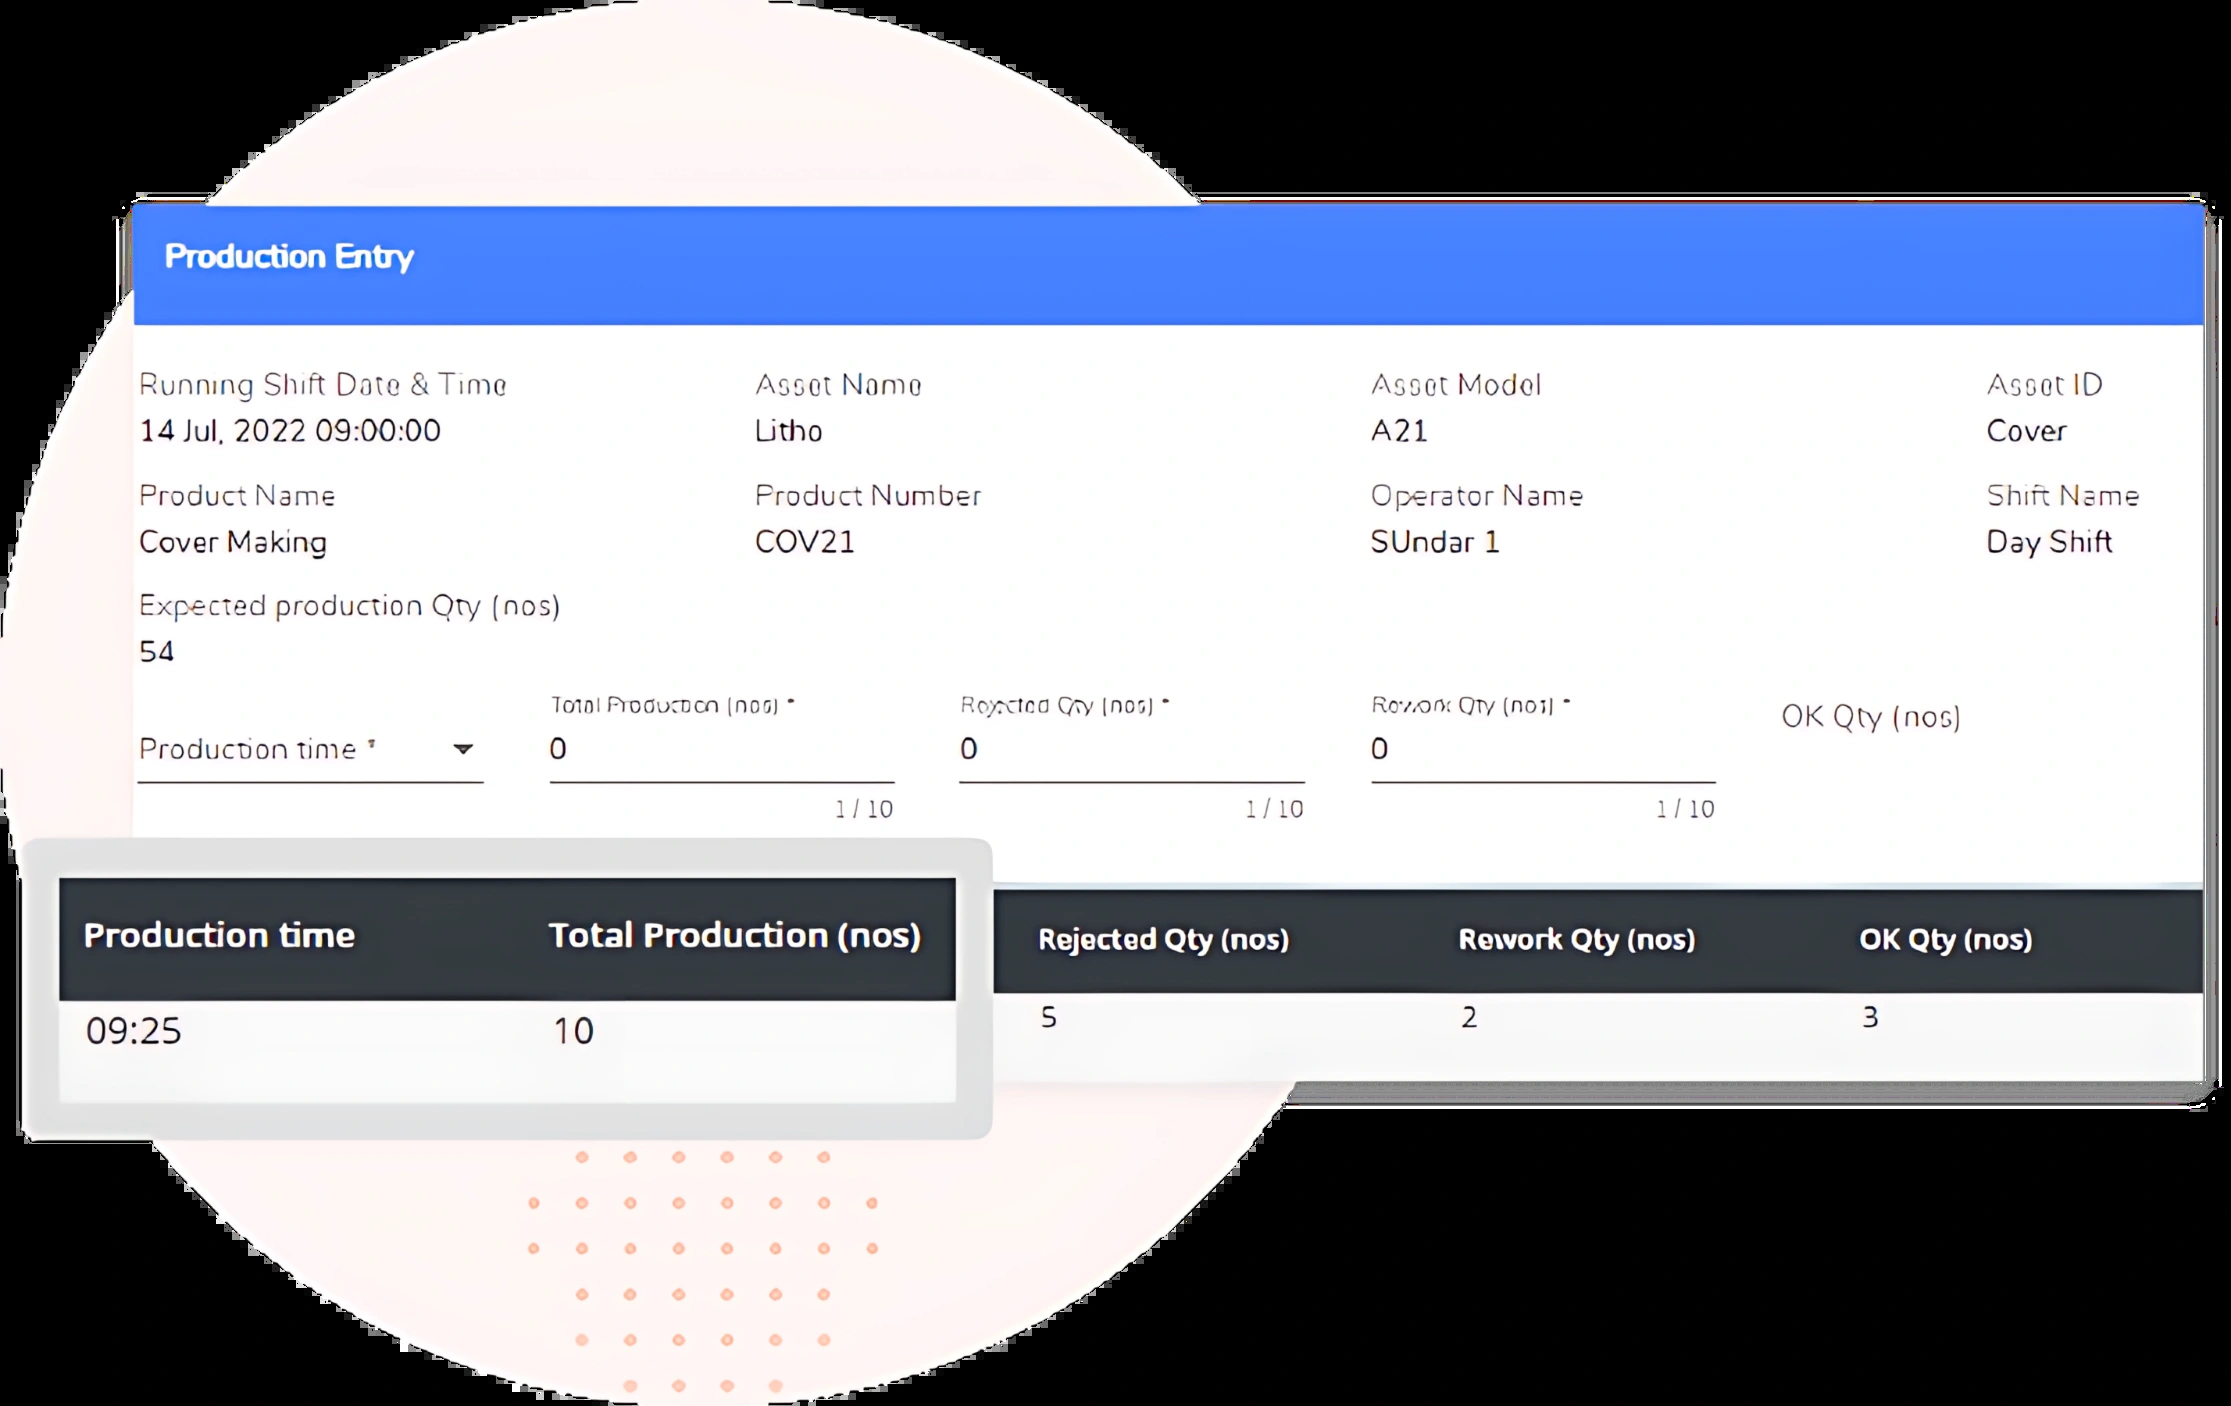 Production Entry
Running Shift Date & Time Asset Name Asset Model Asset ID
14 Jul, 2022 09:00:00 Litho A21 Cover
Product Name Product Number Operator Name Shift Name
Cover Making COV21 SUndar 1 Day Shift
Expected production Qty (nos)
54
Total Production (nos) * Rejected Qty (nos) * Rework Qty (nos) * OK Qty (nos)
Production time * 0 0 0
1 / 10 1 / 10 1 / 10
Production time Total Production (nos) Rejected Qty (nos) Rework Qty (nos) OK Qty (nos)
09:25 10 5 2 3